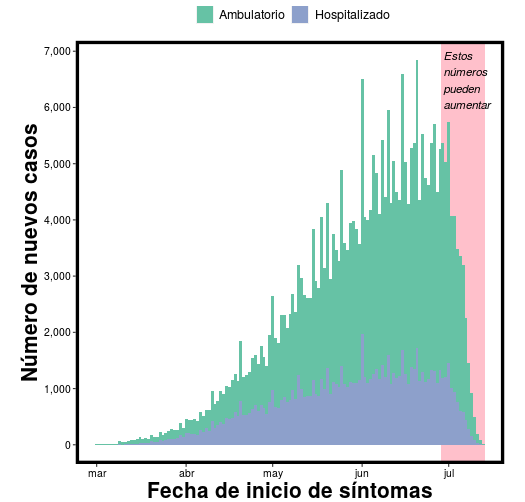 Ambulatorio Hospitalizado
7,000
6,000
5,000
4,000
3,000
2,000
1,000
0
Número de nuevos casos
Estos
números
pueden
aumentar
mar abr may jun jul
Fecha de inicio de síntomas